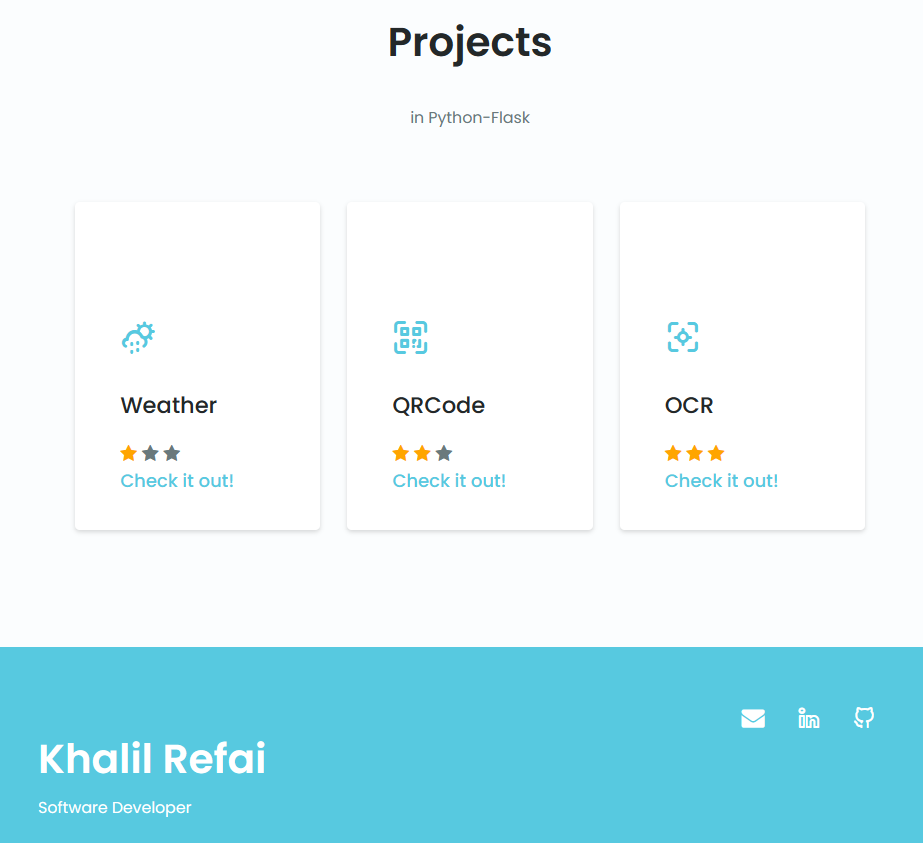 Projects
in Python-Flask
Weather
Check it out!
QRCode
Check it out!
OCR
Check it out!
Khalil Refai
Software Developer